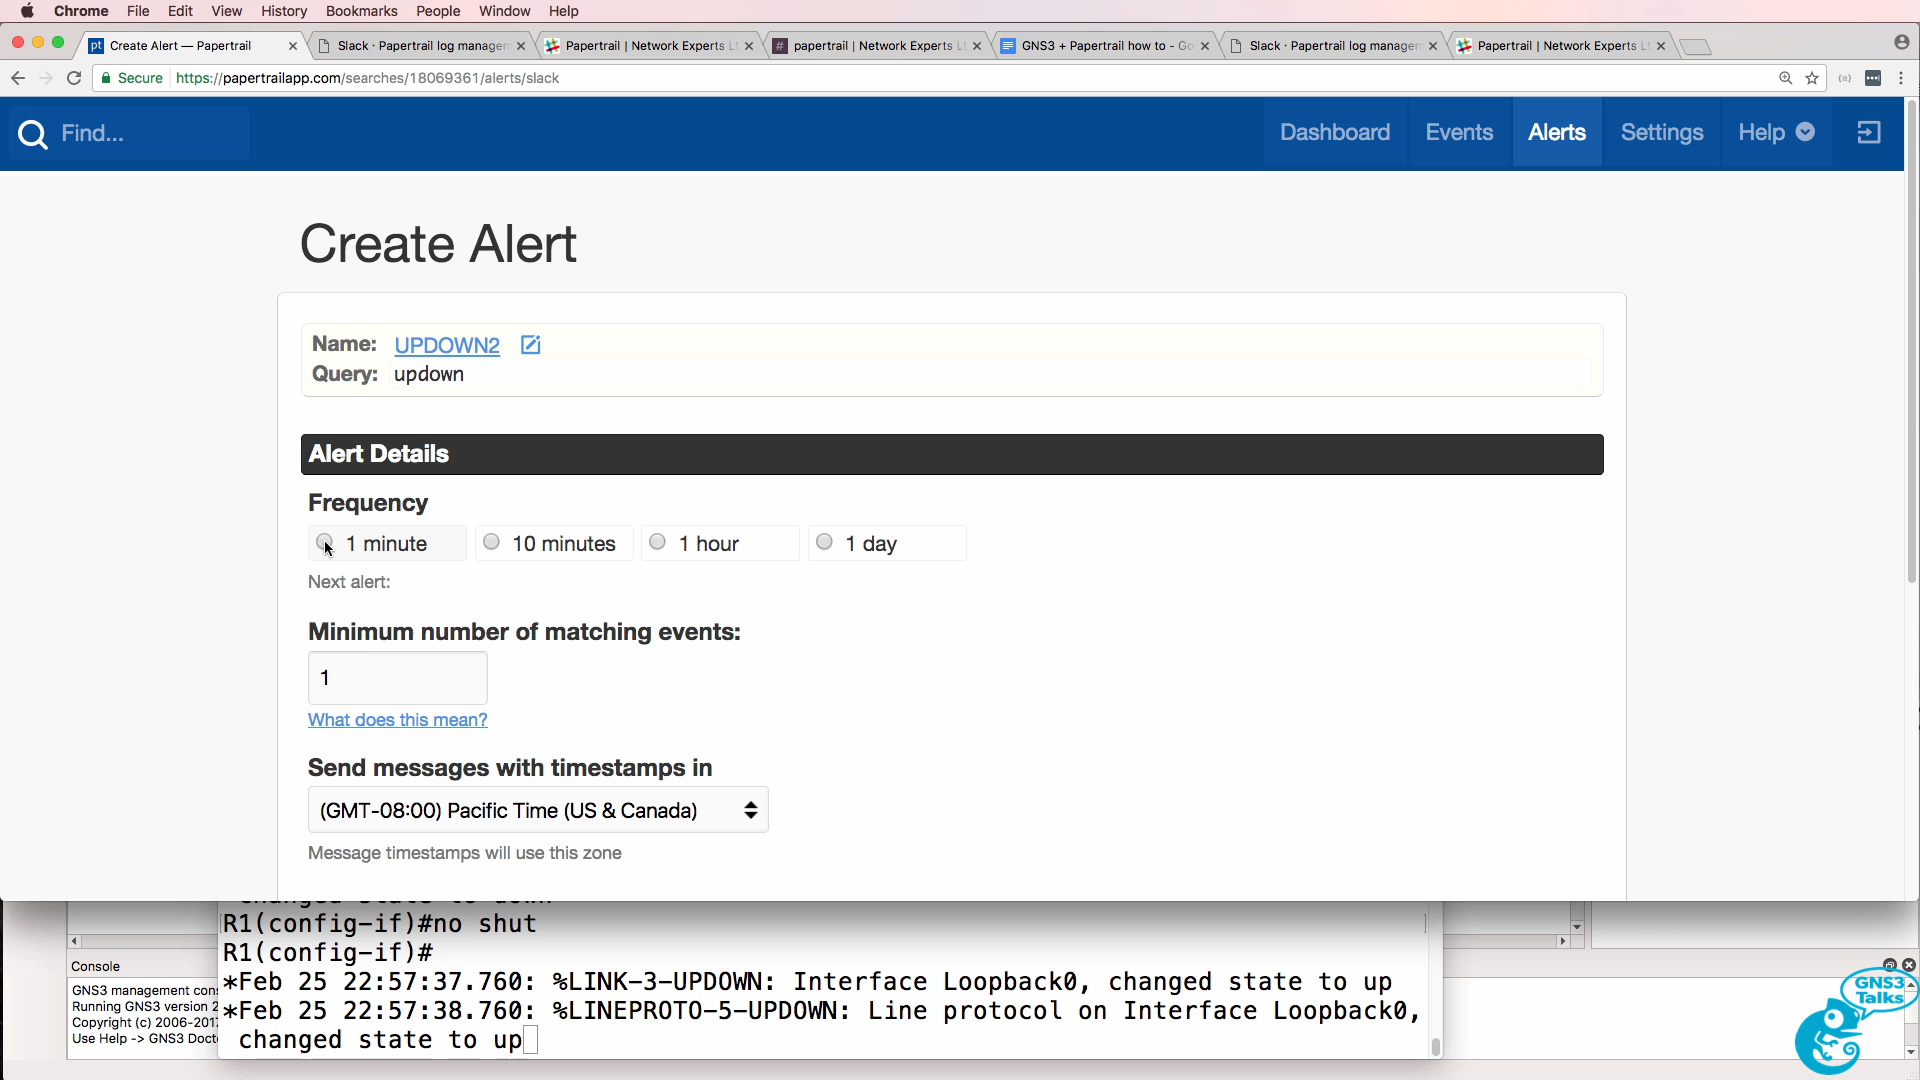 Chrome File Edit View History Bookmarks People Window Help
pt Create Alert — Papertrail
Slack · Papertrail log managem
Papertrail | Network Experts Lt
# papertrail | Network Experts Lt
GNS3 + Papertrail how to - Go
Slack · Papertrail log managem
Papertrail | Network Experts Lt
Secure https://papertrailapp.com/searches/18069361/alerts/slack
Find...
Dashboard Events Alerts Settings Help
Create Alert
Name: UPDOWN2
Query: updown
Alert Details
Frequency
1 minute 10 minutes 1 hour 1 day
Next alert:
Minimum number of matching events:
1
What does this mean?
Send messages with timestamps in
(GMT-08:00) Pacific Time (US & Canada)
Message timestamps will use this zone
changed state to down
R1(config-if)#no shut
R1(config-if)#
*Feb 25 22:57:37.760: %LINK-3-UPDOWN: Interface Loopback0, changed state to up
*Feb 25 22:57:38.760: %LINEPROTO-5-UPDOWN: Line protocol on Interface Loopback0,
changed state to up
Console
GNS3 management cons
Running GNS3 version 2
Copyright (c) 2006-2017
Use Help -> GNS3 Docto
GNS3
Talks